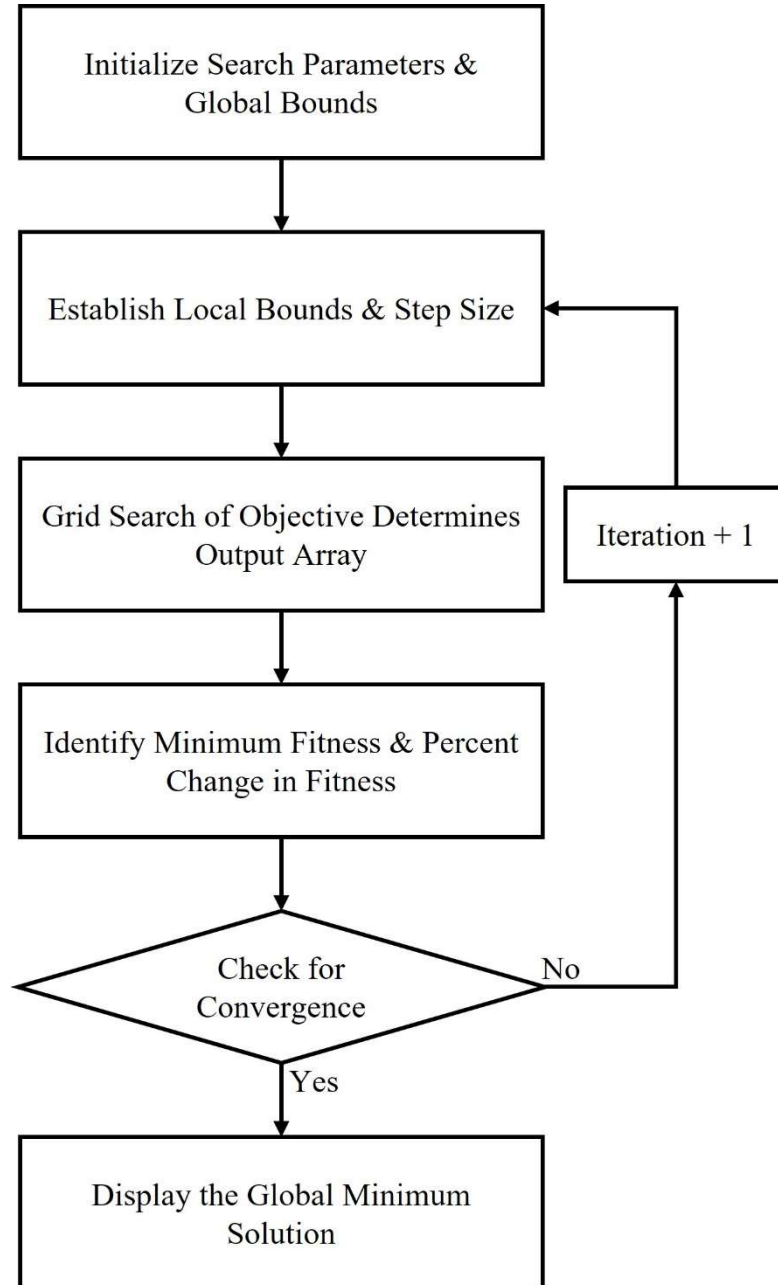 Initialize Search Parameters &
Global Bounds
Establish Local Bounds & Step Size
Grid Search of Objective Determines
Output Array
Iteration + 1
Identify Minimum Fitness & Percent
Change in Fitness
Check for
Convergence
No
Yes
Display the Global Minimum
Solution